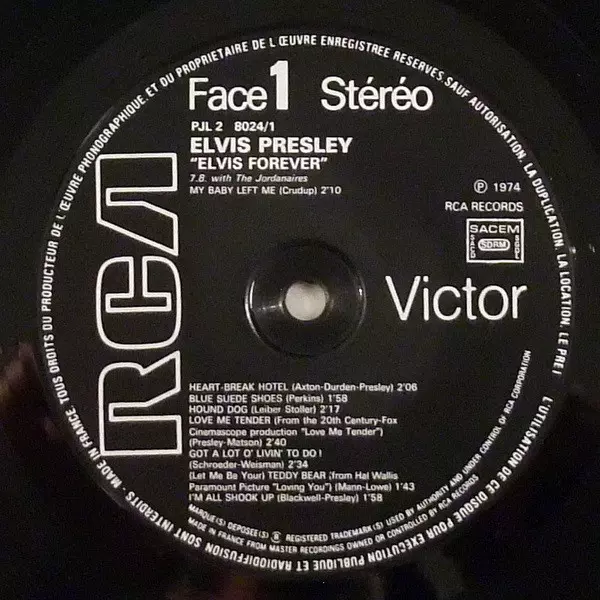 Face 1 Stéréo
PJL 2 8024/1
ELVIS PRESLEY
"ELVIS FOREVER"
7.8. with The Jordanaires
MY BABY LEFT ME (Crudup) 2'10
℗ 1974
RCA RECORDS
SACEM
SACD SDRM SGDL
RCA
Victor
HEART-BREAK HOTEL (Axton-Durden-Presley) 2'06
BLUE SUEDE SHOES (Perkins) 1'58
HOUND DOG (Leiber Stoller) 2'17
LOVE ME TENDER (From the 20th Century-Fox
Cinemascope production "Love Me Tender")
(Presley-Matson) 2'40
GOT A LOT O' LIVIN' TO DO !
(Schroeder-Weisman) 2'34
(Let Me Be Your) TEDDY BEAR (from Hal Wallis
Paramount Picture "Loving You") (Mann-Lowe) 1'43
I'M ALL SHOOK UP (Blackwell-Presley) 1'58
MARQUE(S) DEPOSEE(S) ® REGISTERED TRADEMARK(S) USED BY AUTHORITY AND UNDER CONTROL OF RCA CORPORATION
MADE IN FRANCE FROM MASTER RECORDINGS OWNED OR CONTROLLED BY RCA RECORDS
MADE IN FRANCE. TOUS DROITS DU PRODUCTEUR DE L'ŒUVRE PHONOGRAPHIQUE ET DU PROPRIETAIRE DE L'ŒUVRE ENREGISTREE RESERVES. SAUF AUTORISATION, LA DUPLICATION, LA LOCATION, LE PRE
L'UTILISATION DE CE DISQUE POUR EXECUTION PUBLIQUE ET RADIODIFFUSION SONT INTERDITS -